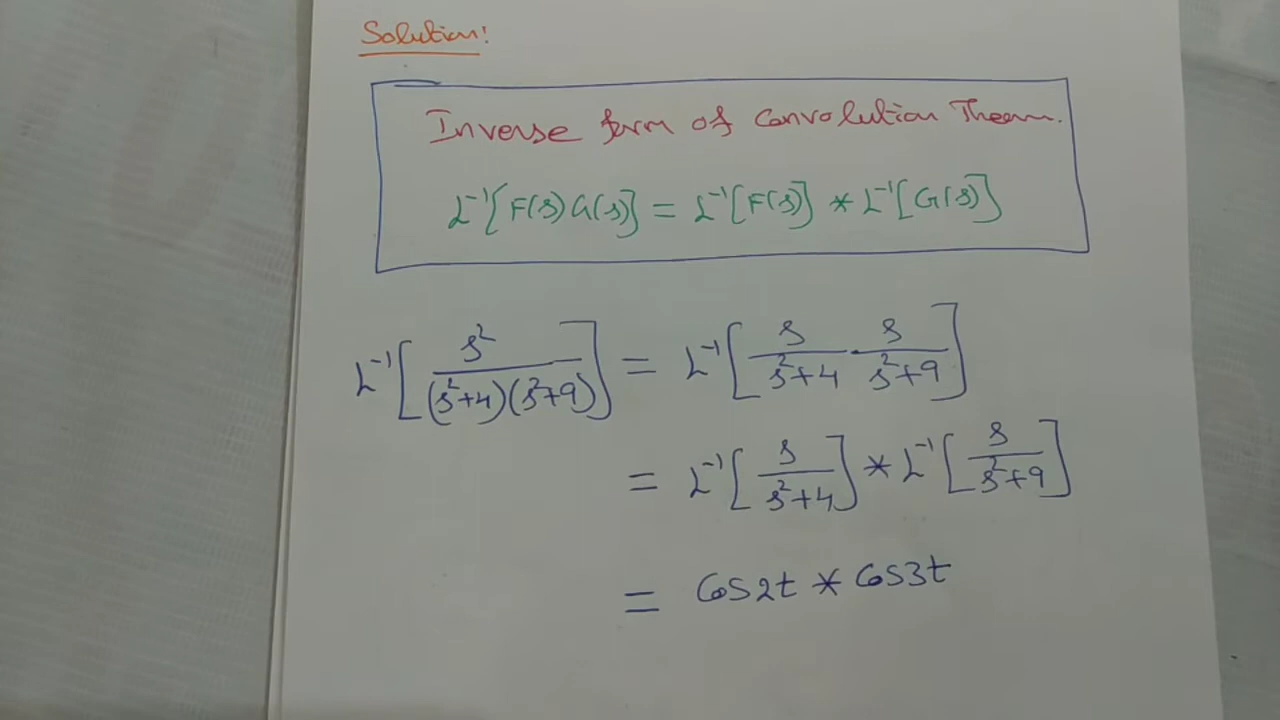 Solution:
Inverse form of Convolution Theorem.
L⁻¹[F(s)G(s)] = L⁻¹[F(s)] * L⁻¹[G(s)]
L⁻¹[s²/((s²+4)(s²+9))] = L⁻¹[s/(s²+4) · s/(s²+9)]
= L⁻¹[s/(s²+4)] * L⁻¹[s/(s²+9)]
= Cos2t * Cos3t